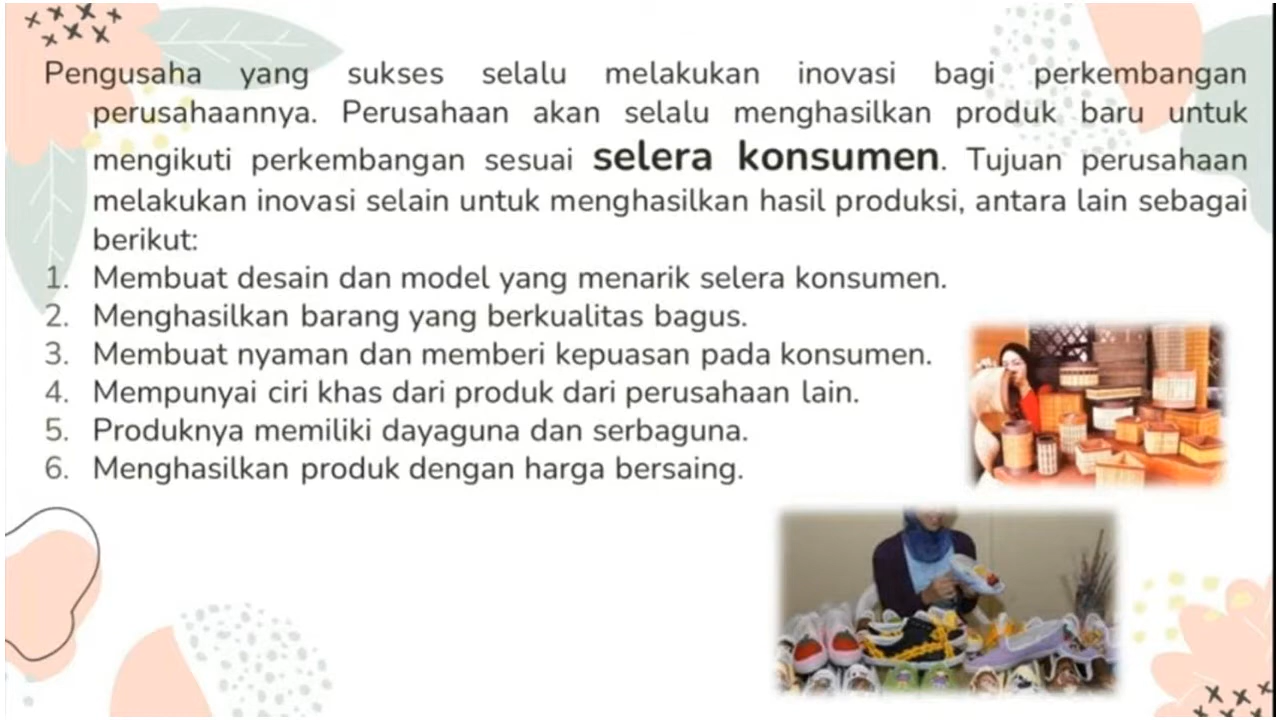 Pengusaha yang sukses selalu melakukan inovasi bagi perkembangan
perusahaannya. Perusahaan akan selalu menghasilkan produk baru untuk
mengikuti perkembangan sesuai selera konsumen. Tujuan perusahaan
melakukan inovasi selain untuk menghasilkan hasil produksi, antara lain sebagai
berikut:
1. Membuat desain dan model yang menarik selera konsumen.
2. Menghasilkan barang yang berkualitas bagus.
3. Membuat nyaman dan memberi kepuasan pada konsumen.
4. Mempunyai ciri khas dari produk dari perusahaan lain.
5. Produknya memiliki dayaguna dan serbaguna.
6. Menghasilkan produk dengan harga bersaing.